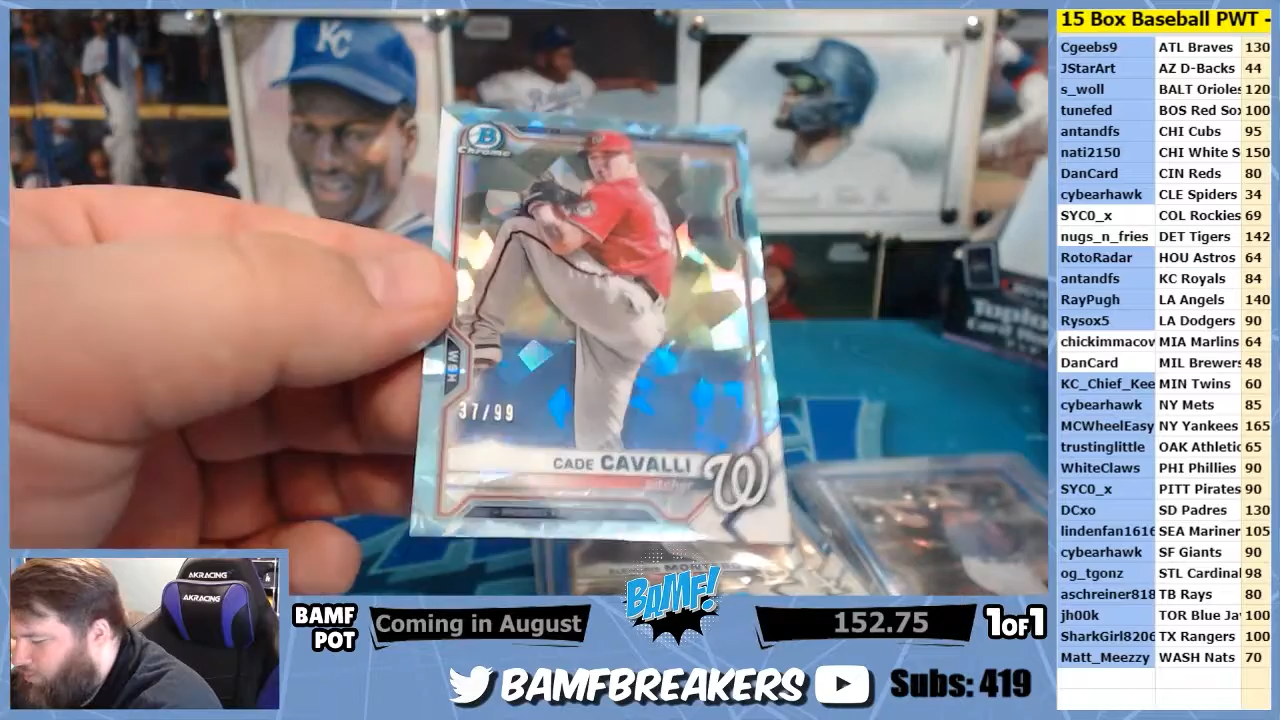 KC
B
Chrome
WSH
37/99
CADE CAVALLI
Pitcher
W
15 Box Baseball PWT -
Cgeebs9 ATL Braves 130
JStarArt AZ D-Backs 44
s_woll BALT Orioles 120
tunefed BOS Red Sox 100
antandfs CHI Cubs 95
nati2150 CHI White S 150
DanCard CIN Reds 80
cybearhawk CLE Spiders 34
SYC0_x COL Rockies 69
nugs_n_fries DET Tigers 142
RotoRadar HOU Astros 64
antandfs KC Royals 84
RayPugh LA Angels 140
Rysox5 LA Dodgers 90
chickimmacov MIA Marlins 64
DanCard MIL Brewers 48
KC_Chief_Kee MIN Twins 60
cybearhawk NY Mets 85
MCWheelEasy NY Yankees 165
trustinglittle OAK Athletic 65
WhiteClaws PHI Phillies 90
SYC0_x PITT Pirates 90
DCxo SD Padres 130
lindenfan1616 SEA Mariner 105
cybearhawk SF Giants 90
og_tgonz STL Cardinal 98
aschreiner818 TB Rays 80
jh00k TOR Blue Ja 100
SharkGirl8206 TX Rangers 100
Matt_Meezzy WASH Nats 70
AKRACING
AKRACING
BAMF POT
Coming in August
BAMF!
152.75
1OF1
BAMFBREAKERS
Subs: 419